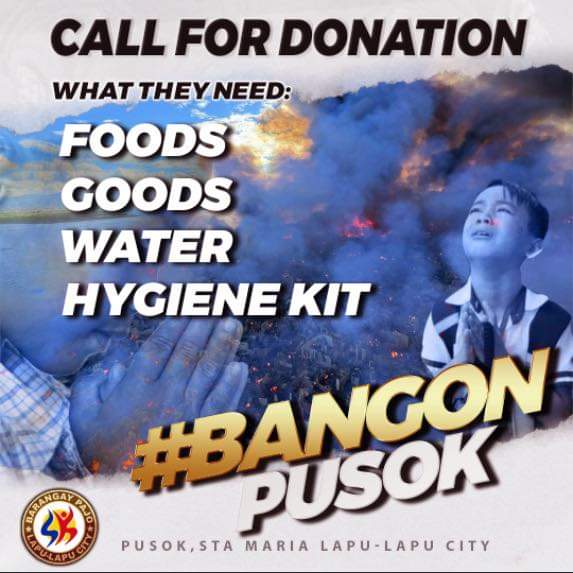 CALL FOR DONATION
WHAT THEY NEED:
FOODS
GOODS
WATER
HYGIENE KIT
#BANGON
PUSOK
BARANGAY PAJO
LAPU-LAPU CITY
PUSOK,STA MARIA LAPU-LAPU CITY